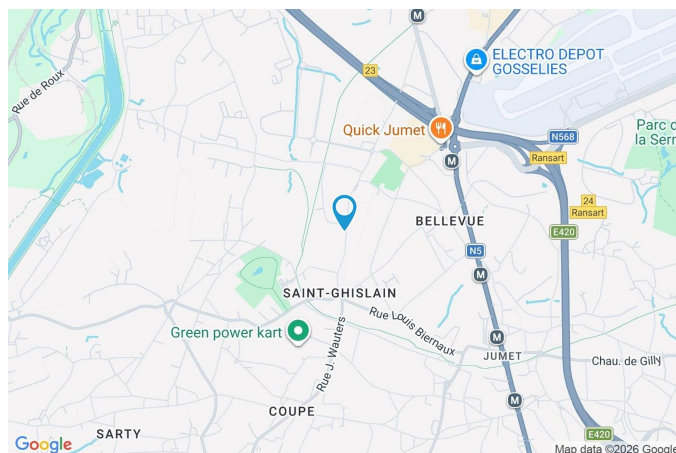 M
23
ELECTRO DEPOT
GOSSELIES
Rue de Roux
Quick Jumet
N568
Parc d
la Serr
M
Ransart
24
Ransart
BELLEVUE
E420
N5
M
SAINT-GHISLAIN
Rue Louis Biernaux
Green power kart
M
Rue J. Wauters
JUMET
Chau. de Gilly
M
COUPE
SARTY
E420
Google
Map data ©2026 Google